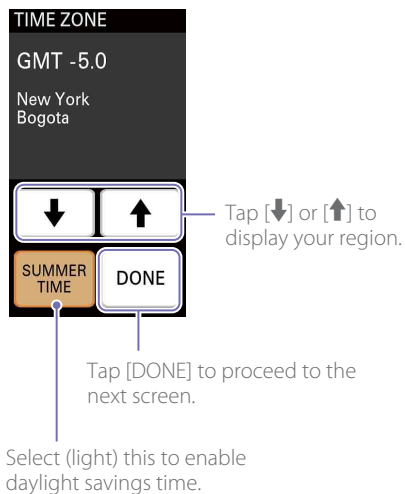 TIME ZONE
GMT -5.0
New York
Bogota
Tap [⬇] or [⬆] to
display your region.
SUMMER
TIME
DONE
Tap [DONE] to proceed to the
next screen.
Select (light) this to enable
daylight savings time.